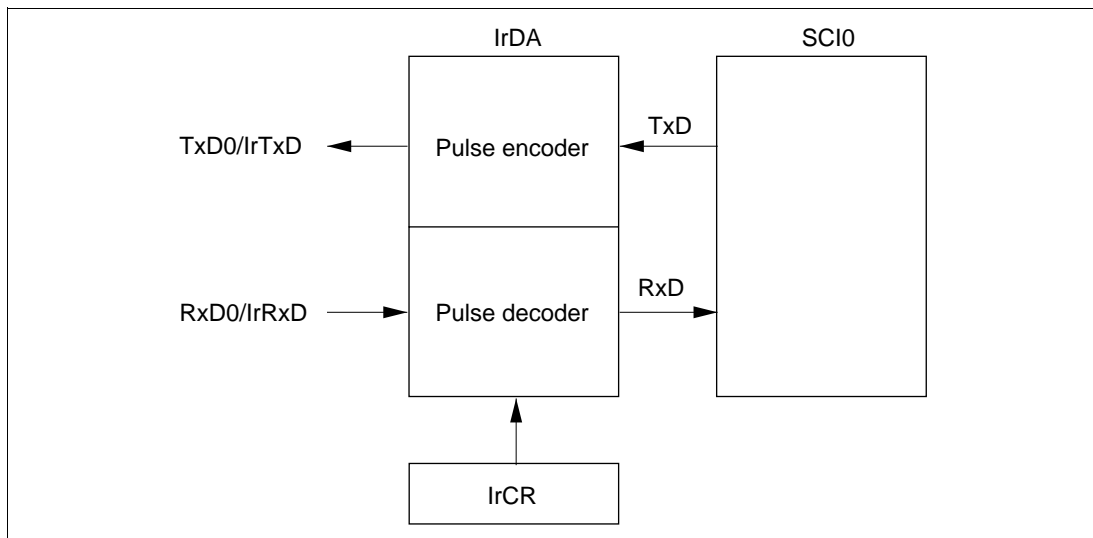 IrDA
SCI0
TxD0/IrTxD
Pulse encoder
TxD
RxD0/IrRxD
Pulse decoder
RxD
IrCR